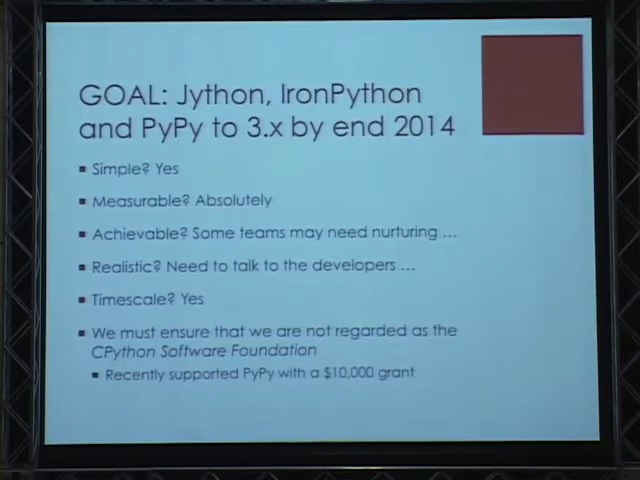 GOAL: Jython, IronPython
and PyPy to 3.x by end 2014
Simple? Yes
Measurable? Absolutely
Achievable? Some teams may need nurturing ...
Realistic? Need to talk to the developers ...
Timescale? Yes
We must ensure that we are not regarded as the
CPython Software Foundation
Recently supported PyPy with a $10,000 grant